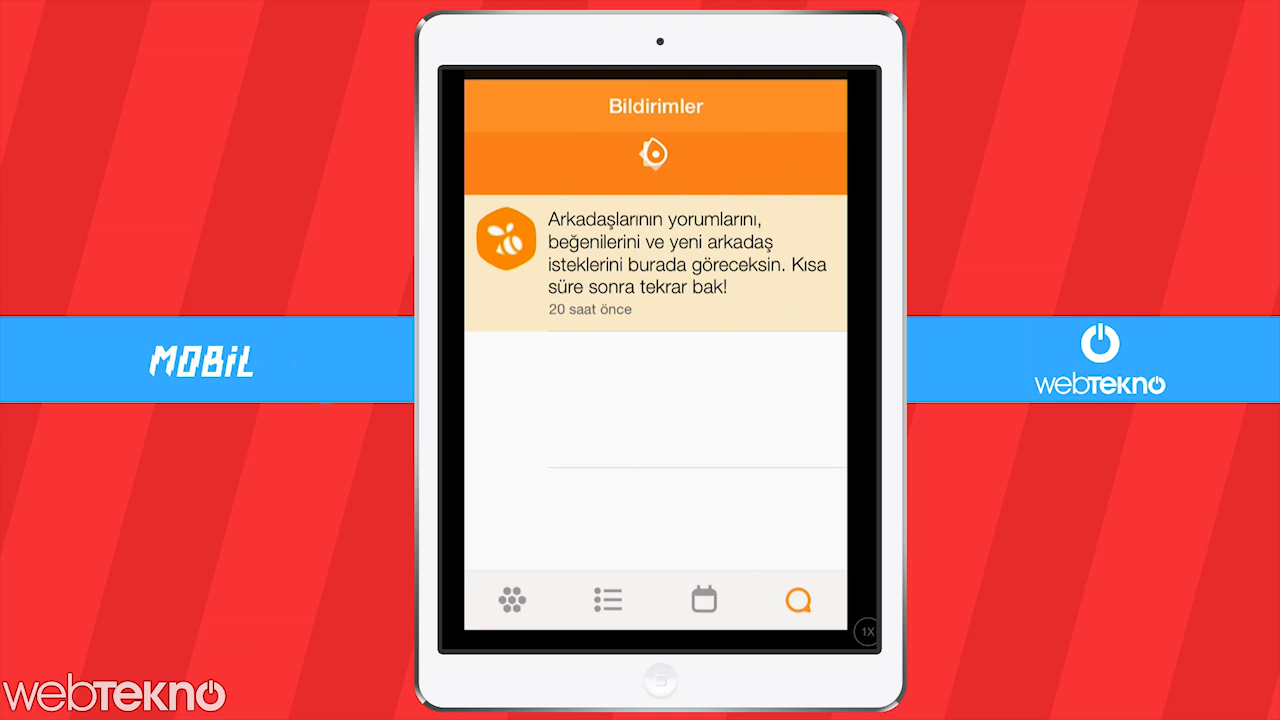 Bildirimler
Arkadaşlarının yorumlarını,
beğenilerini ve yeni arkadaş
isteklerini burada göreceksin. Kısa
süre sonra tekrar bak!
20 saat önce
MOBiL
webTEKNO
1X
webTEKNO